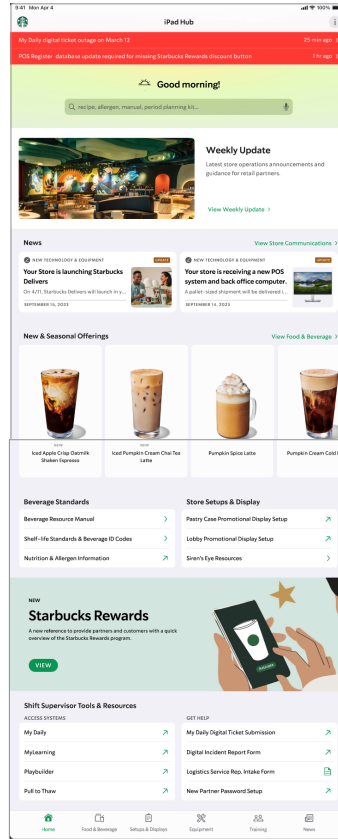 9:41 Mon Apr 4
100%
iPad Hub
My Daily digital ticket outage on March 12
25 min ago
POS Register database update required for missing Starbucks Rewards discount button
1 hr ago
Good morning!
recipe, allergen, manual, period planning kit...
Weekly Update
Latest store operations announcements and
guidance for retail partners.
View Weekly Update
News
View Store Communications
NEW TECHNOLOGY & EQUIPMENT
UPDATE
Your Store is launching Starbucks
Delivers
On 4/11, Starbucks Delivers will launch in y...
SEPTEMBER 16, 2023
NEW TECHNOLOGY & EQUIPMENT
UPDATE
Your store is receiving a new POS
system and back office computer.
A pallet-sized shipment will be delivered i...
SEPTEMBER 14, 2023
New & Seasonal Offerings
View Food & Beverage
NEW
Iced Apple Crisp Oatmilk
Shaken Espresso
NEW
Iced Pumpkin Cream Chai Tea
Latte
Pumpkin Spice Latte
Pumpkin Cream Cold
Beverage Standards
Beverage Resource Manual
Shelf-life Standards & Beverage ID Codes
Nutrition & Allergen Information
Store Setups & Display
Pastry Case Promotional Display Setup
Lobby Promotional Display Setup
Siren's Eye Resources
NEW
Starbucks Rewards
A new reference to provide partners and customers with a quick
overview of the Starbucks Rewards program.
VIEW
Shift Supervisor Tools & Resources
ACCESS SYSTEMS
My Daily
MyLearning
Playbuilder
Pull to Thaw
GET HELP
My Daily Digital Ticket Submission
Digital Incident Report Form
Logistics Service Rep. Intake Form
New Partner Password Setup
Home
Food & Beverage
Setups & Displays
Equipment
Training
News